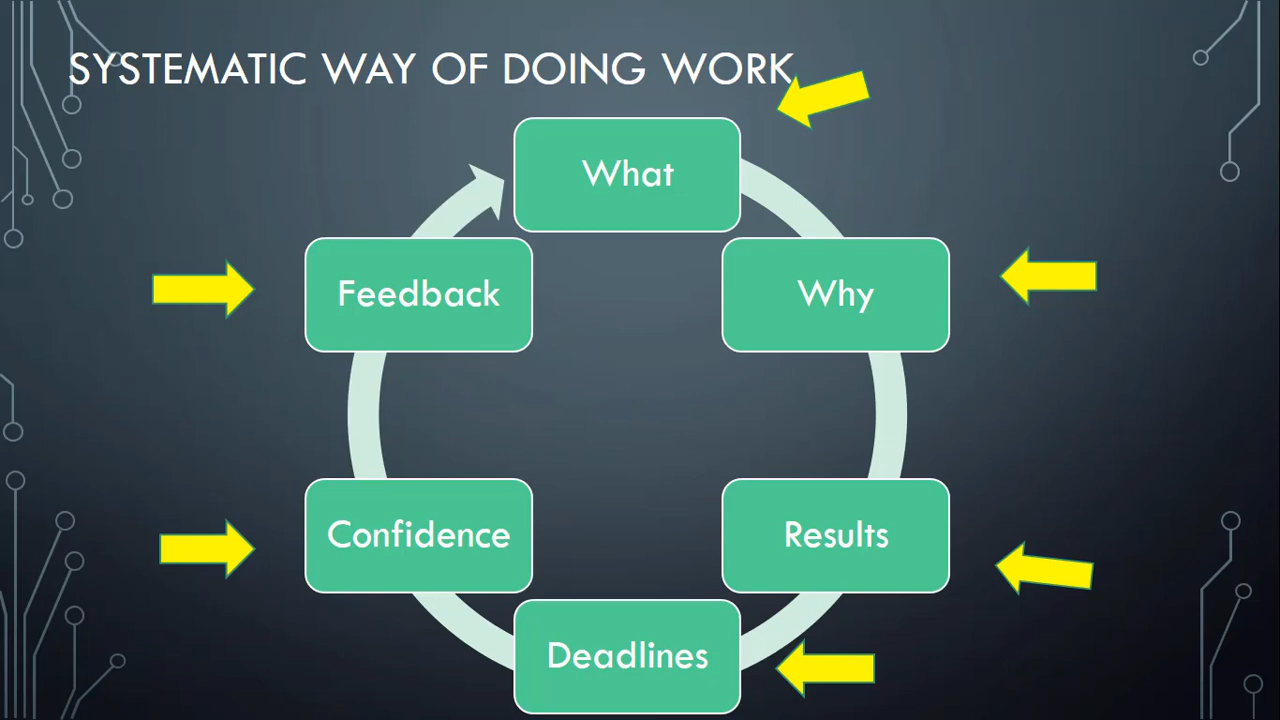 SYSTEMATIC WAY OF DOING WORK
What
Why
Results
Deadlines
Confidence
Feedback